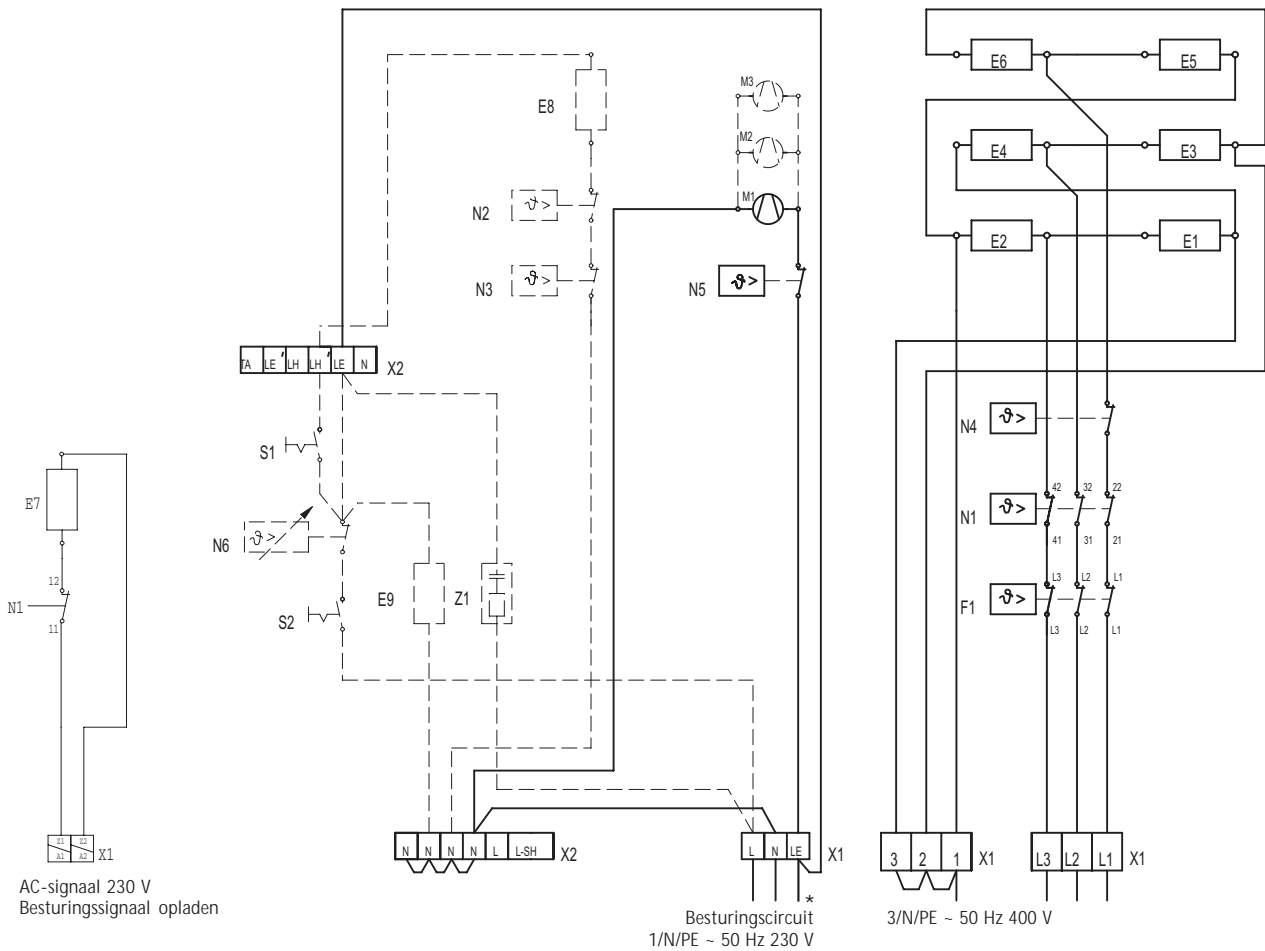 E6
E5
M3
E8
M2
E4
E3
N2
M1
E2
E1
N3
ϑ >
ϑ >
ϑ >
N5
TA LE' LH LH' LE N X2
N4
ϑ >
S1
E7
42 32 22
N1
ϑ >
41 31 21
N6
ϑ >
12
N1
11
E9
Z1
S2
L3 L2 L1
F1
ϑ >
L3 L2 L1
Z1 Z2
A1 A2
X1
N N N N L L-SH X2
L N LE X1
3 2 1 X1
L3 L2 L1 X1
AC-signaal 230 V
Besturingssignaal opladen
*
Besturingscircuit
1/N/PE ~ 50 Hz 230 V
3/N/PE ~ 50 Hz 400 V